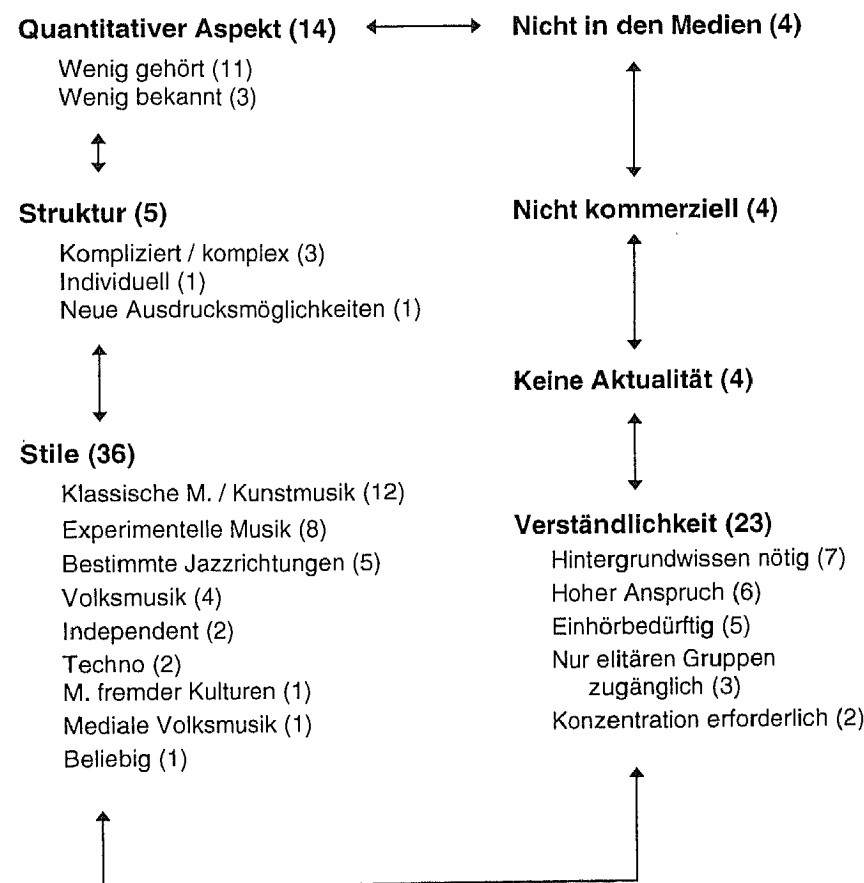 Quantitativer Aspekt (14)
Wenig gehört (11)
Wenig bekannt (3)
Struktur (5)
Kompliziert / komplex (3)
Individuell (1)
Neue Ausdrucksmöglichkeiten (1)
Stile (36)
Klassische M. / Kunstmusik (12)
Experimentelle Musik (8)
Bestimmte Jazzrichtungen (5)
Volksmusik (4)
Independent (2)
Techno (2)
M. fremder Kulturen (1)
Mediale Volksmusik (1)
Beliebig (1)
Nicht in den Medien (4)
Nicht kommerziell (4)
Keine Aktualität (4)
Verständlichkeit (23)
Hintergrundwissen nötig (7)
Hoher Anspruch (6)
Einhörbedürftig (5)
Nur elitären Gruppen
zugänglich (3)
Konzentration erforderlich (2)